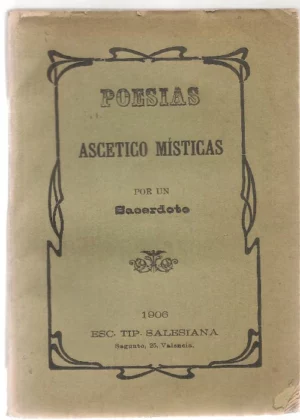 POESIAS
ASCETICO MÍSTICAS
POR UN
Sacerdote
1906
ESC. TIP. SALESIANA
Sagunto, 25, Valencia.